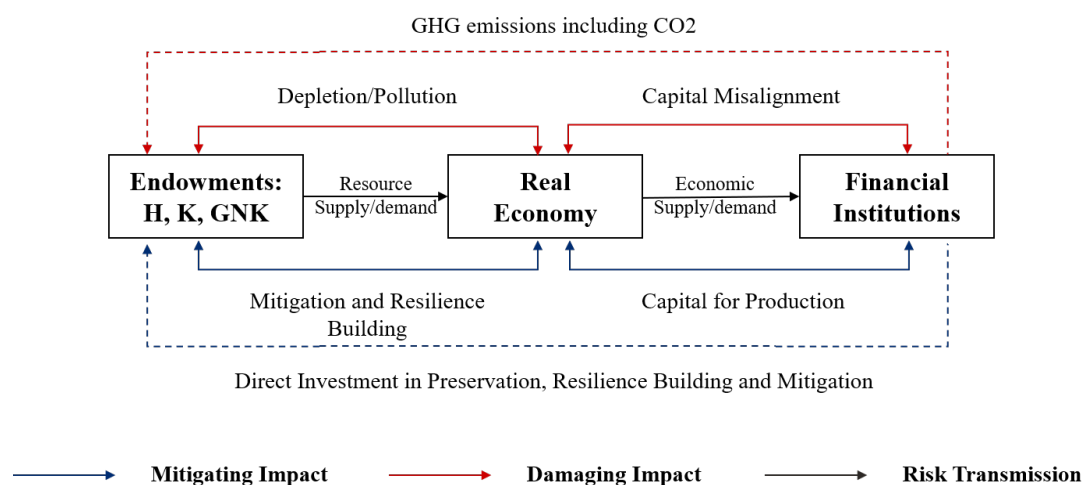 GHG emissions including CO2
Depletion/Pollution
Capital Misalignment
Endowments:
H, K, GNK
Resource
Supply/demand
Real
Economy
Economic
Supply/demand
Financial
Institutions
Mitigation and Resilience
Building
Capital for Production
Direct Investment in Preservation, Resilience Building and Mitigation
Mitigating Impact
Damaging Impact
Risk Transmission